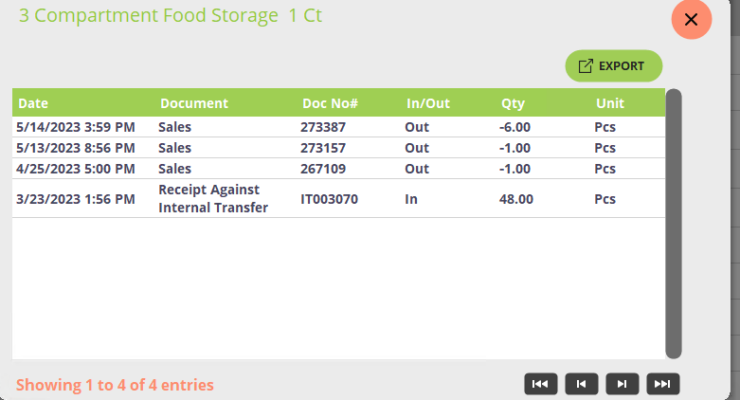 3 Compartment Food Storage  1 Ct
EXPORT
Date Document Doc No# In/Out Qty Unit
5/14/2023 3:59 PM Sales 273387 Out -6.00 Pcs
5/13/2023 8:56 PM Sales 273157 Out -1.00 Pcs
4/25/2023 5:00 PM Sales 267109 Out -1.00 Pcs
3/23/2023 1:56 PM Receipt Against IT003070 In 48.00 Pcs
Internal Transfer
Showing 1 to 4 of 4 entries